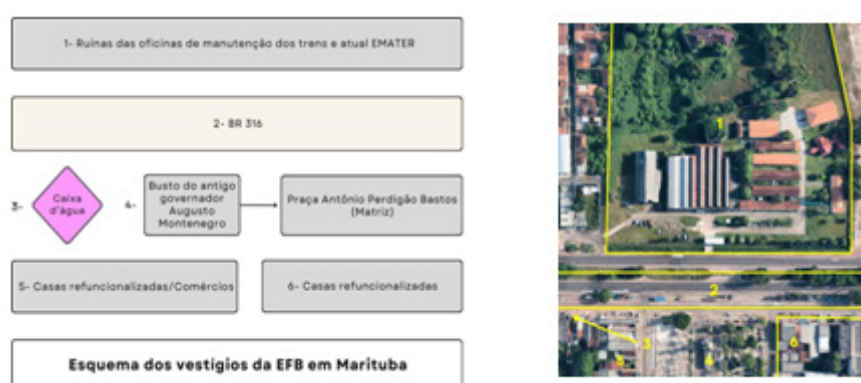 1- Ruínas das oficinas de manutenção dos trens e atual EMATER
2- BR 316
3-
Caixa
d'água
4-
Busto do antigo
governador
Augusto
Montenegro
Praça Antônio Perdigão Bastos
(Matriz)
5- Casas refuncionalizadas/Comércios
6- Casas refuncionalizadas
Esquema dos vestígios da EFB em Marituba
1
2
3
5
4
6